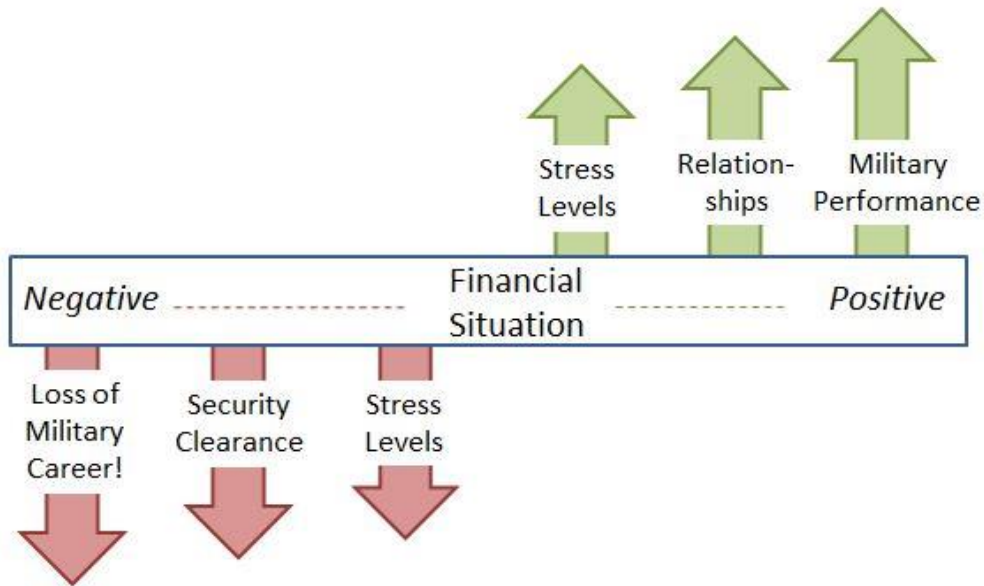 Stress
Levels
Relation-
ships
Military
Performance
Negative
Financial
Situation
Positive
Loss of
Military
Career!
Security
Clearance
Stress
Levels